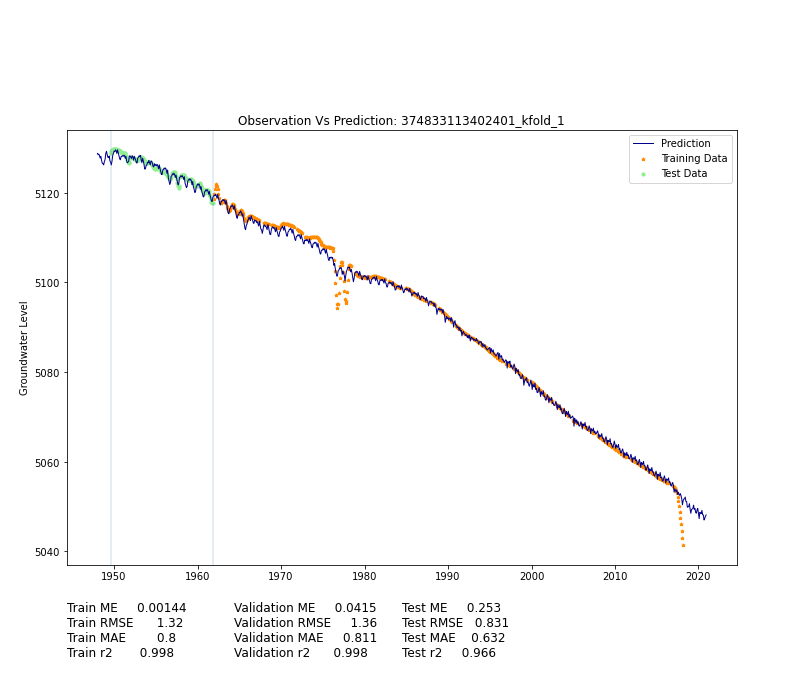 Observation Vs Prediction: 374833113402401_kfold_1
Prediction
Training Data
Test Data
Groundwater Level
5120
5100
5080
5060
5040
1950 1960 1970 1980 1990 2000 2010 2020
Train ME 0.00144 Validation ME 0.0415 Test ME 0.253
Train RMSE 1.32 Validation RMSE 1.36 Test RMSE 0.831
Train MAE 0.8 Validation MAE 0.811 Test MAE 0.632
Train r2 0.998 Validation r2 0.998 Test r2 0.966